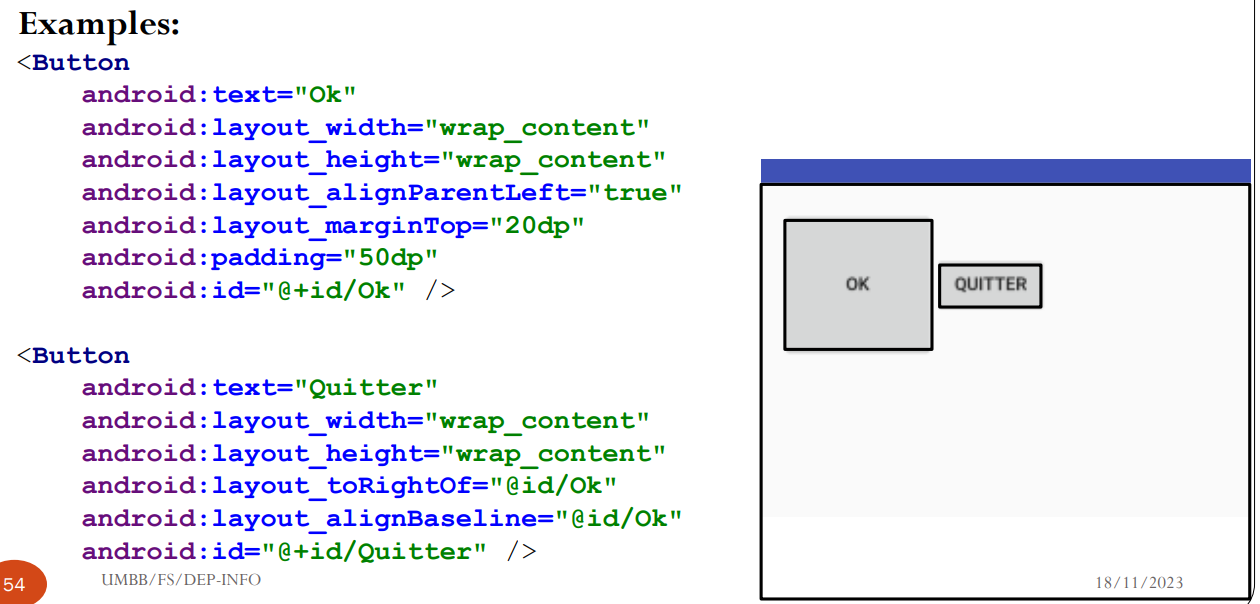 Examples:
<Button
android:text="Ok"
android:layout_width="wrap_content"
android:layout_height="wrap_content"
android:layout_alignParentLeft="true"
android:layout_marginTop="20dp"
android:padding="50dp"
android:id="@+id/Ok" />
<Button
android:text="Quitter"
android:layout_width="wrap_content"
android:layout_height="wrap_content"
android:layout_toRightOf="@id/Ok"
android:layout_alignBaseline="@id/Ok"
android:id="@+id/Quitter" />
OK
QUITTER
54
UMBB/FS/DEP-INFO
18/11/2023